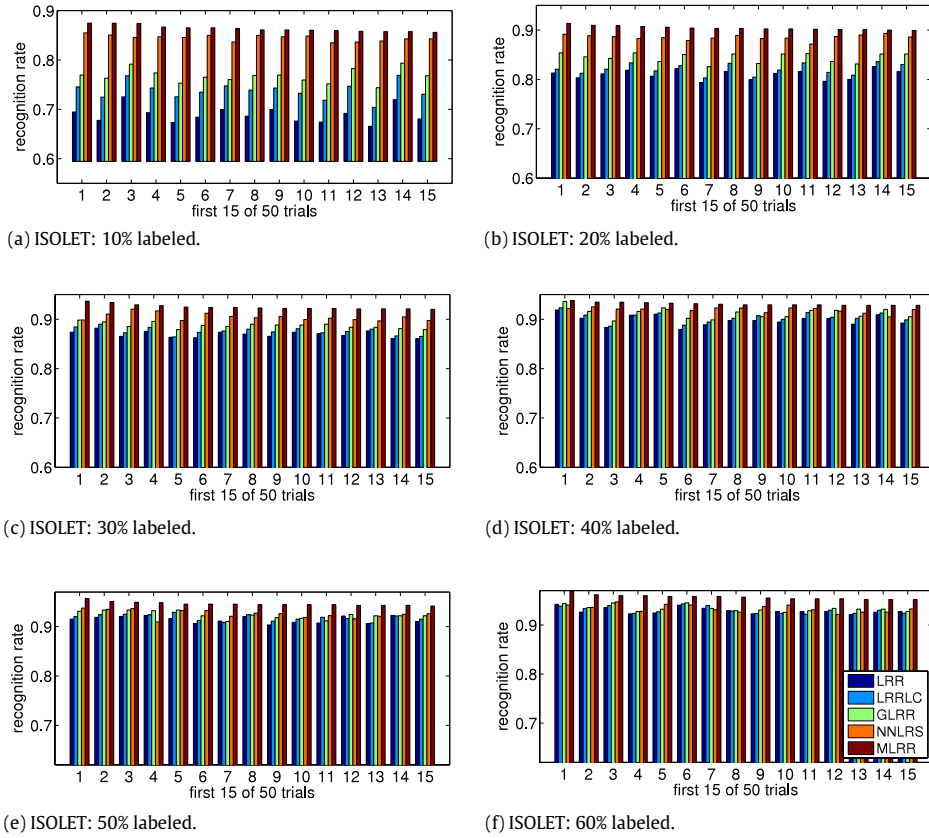 0.9
0.8
0.7
0.6
recognition rate
1 2 3 4 5 6 7 8 9 10 11 12 13 14 15
first 15 of 50 trials
(a) ISOLET: 10% labeled.
0.9
0.8
0.7
0.6
recognition rate
1 2 3 4 5 6 7 8 9 10 11 12 13 14 15
first 15 of 50 trials
(b) ISOLET: 20% labeled.
0.9
0.8
0.7
0.6
recognition rate
1 2 3 4 5 6 7 8 9 10 11 12 13 14 15
first 15 of 50 trials
(c) ISOLET: 30% labeled.
0.9
0.8
0.7
0.6
recognition rate
1 2 3 4 5 6 7 8 9 10 11 12 13 14 15
first 15 of 50 trials
(d) ISOLET: 40% labeled.
0.9
0.8
0.7
recognition rate
1 2 3 4 5 6 7 8 9 10 11 12 13 14 15
first 15 of 50 trials
(e) ISOLET: 50% labeled.
0.9
0.8
0.7
recognition rate
LRR
LRRLC
GLRR
NNLRS
MLRR
1 2 3 4 5 6 7 8 9 10 11 12 13 14 15
first 15 of 50 trials
(f) ISOLET: 60% labeled.